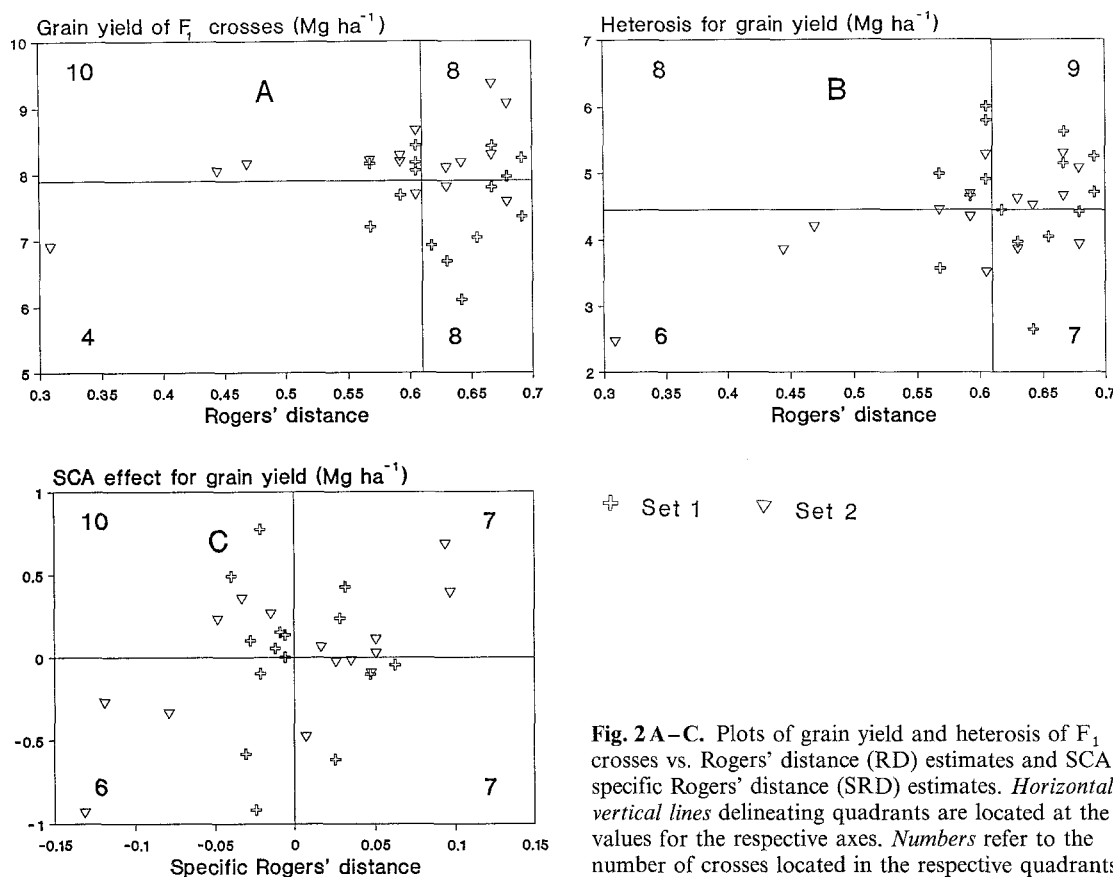 Grain yield of F₁ crosses (Mg ha⁻¹)
10
9
8
7
6
5
10
8
A
4
8
0.3 0.35 0.4 0.45 0.5 0.55 0.6 0.65 0.7
Rogers' distance
Heterosis for grain yield (Mg ha⁻¹)
7
6
5
4
3
2
8
9
B
6
7
0.3 0.35 0.4 0.45 0.5 0.55 0.6 0.65 0.7
Rogers' distance
SCA effect for grain yield (Mg ha⁻¹)
1
0.5
0
-0.5
-1
10
7
C
6
7
-0.15 -0.1 -0.05 0 0.05 0.1 0.15
Specific Rogers' distance
Set 1 Set 2
Fig. 2 A–C. Plots of grain yield and heterosis of F₁
crosses vs. Rogers' distance (RD) estimates and SCA
specific Rogers' distance (SRD) estimates. Horizontal
vertical lines delineating quadrants are located at the
values for the respective axes. Numbers refer to the
number of crosses located in the respective quadrants